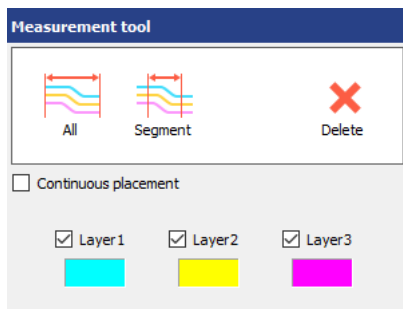 Measurement tool
All Segment Delete
Continuous placement
Layer1 Layer2 Layer3